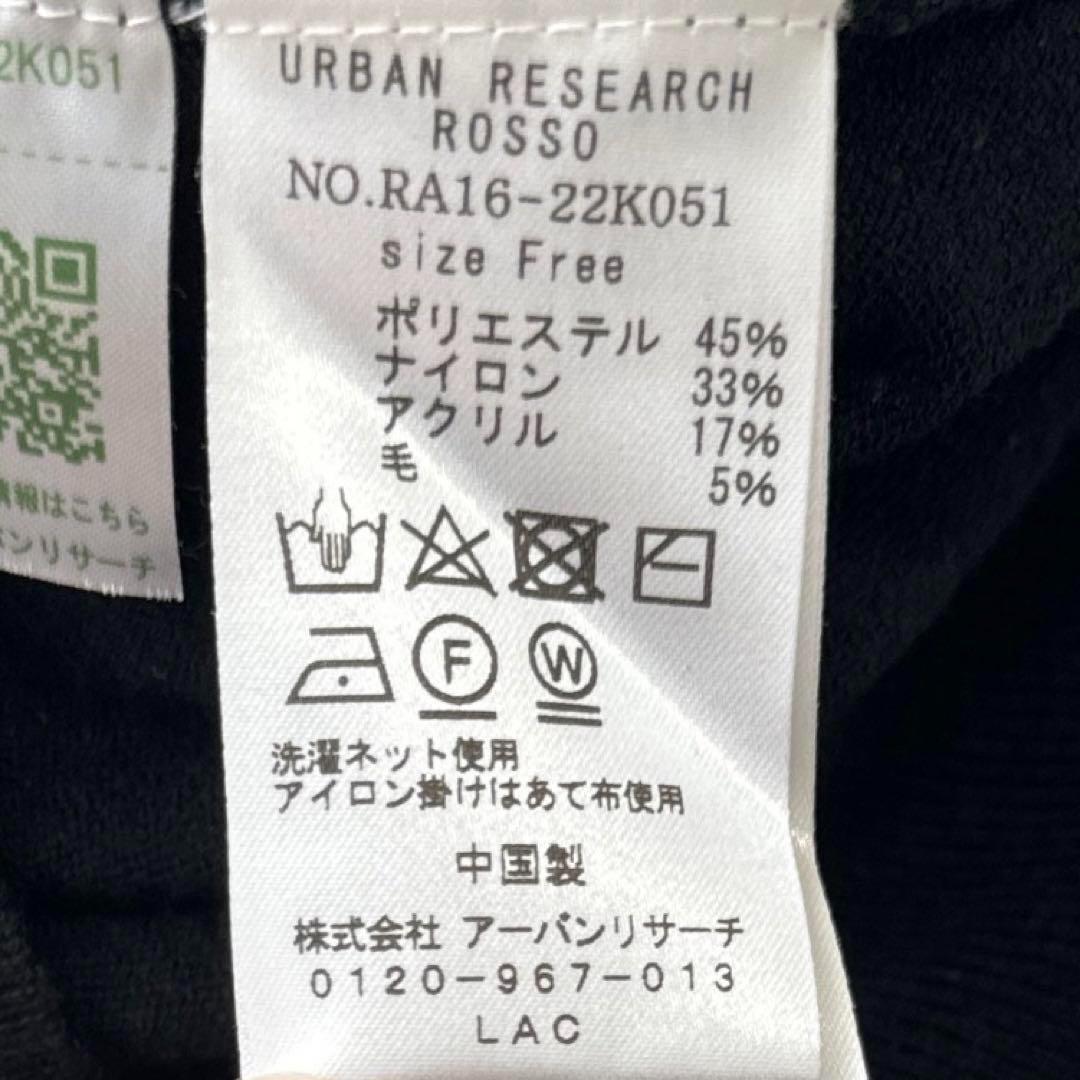 2K051
情報はこちら
バンリサーチ
URBAN RESEARCH
ROSSO
NO.RA16-22K051
size Free
ポリエステル 45%
ナイロン 33%
アクリル 17%
毛 5%
F W
洗濯ネット使用
アイロン掛けはあて布使用
中国製
株式会社 アーバンリサーチ
0120-967-013
LAC